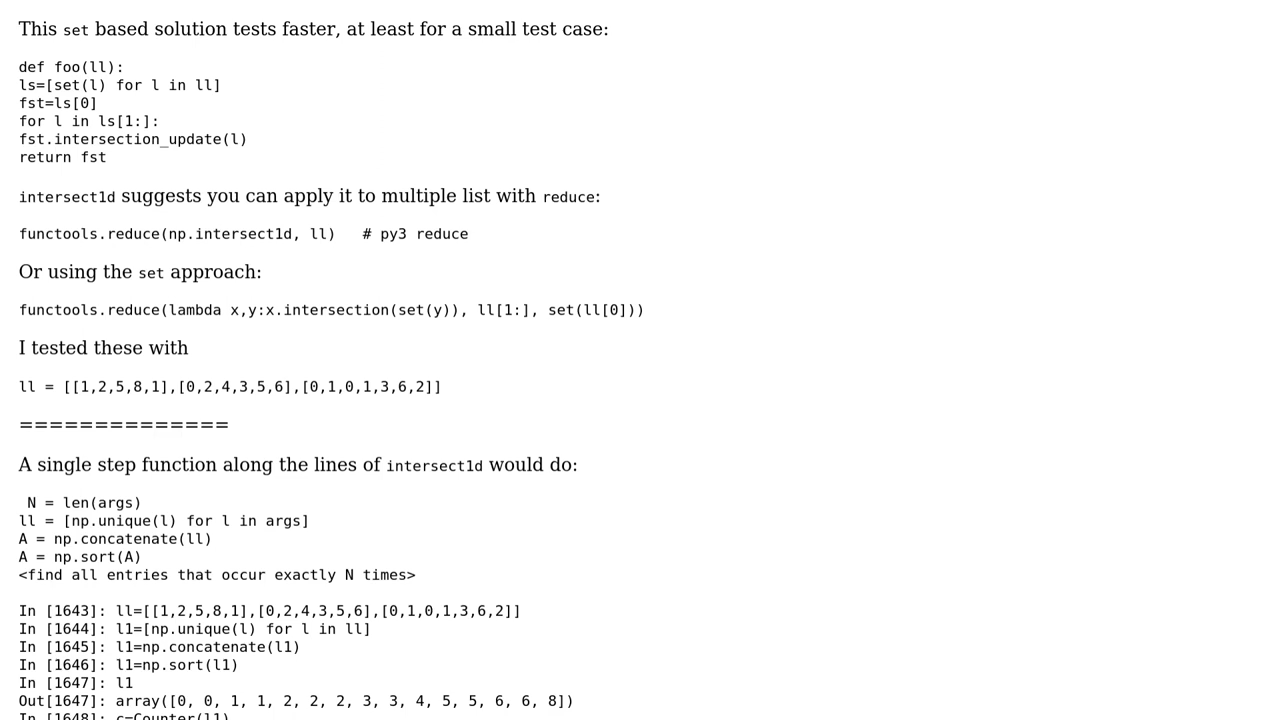 This set based solution tests faster, at least for a small test case:
def foo(ll):
ls=[set(l) for l in ll]
fst=ls[0]
for l in ls[1:]:
fst.intersection_update(l)
return fst
intersect1d suggests you can apply it to multiple list with reduce:
functools.reduce(np.intersect1d, ll)   # py3 reduce
Or using the set approach:
functools.reduce(lambda x,y:x.intersection(set(y)), ll[1:], set(ll[0]))
I tested these with
ll = [[1,2,5,8,1],[0,2,4,3,5,6],[0,1,0,1,3,6,2]]
==============
A single step function along the lines of intersect1d would do:
 N = len(args)
ll = [np.unique(l) for l in args]
A = np.concatenate(ll)
A = np.sort(A)
<find all entries that occur exactly N times>
In [1643]: ll=[[1,2,5,8,1],[0,2,4,3,5,6],[0,1,0,1,3,6,2]]
In [1644]: l1=[np.unique(l) for l in ll]
In [1645]: l1=np.concatenate(l1)
In [1646]: l1=np.sort(l1)
In [1647]: l1
Out[1647]: array([0, 0, 1, 1, 2, 2, 2, 3, 3, 4, 5, 5, 6, 6, 8])
In [1648]: c=Counter(l1)